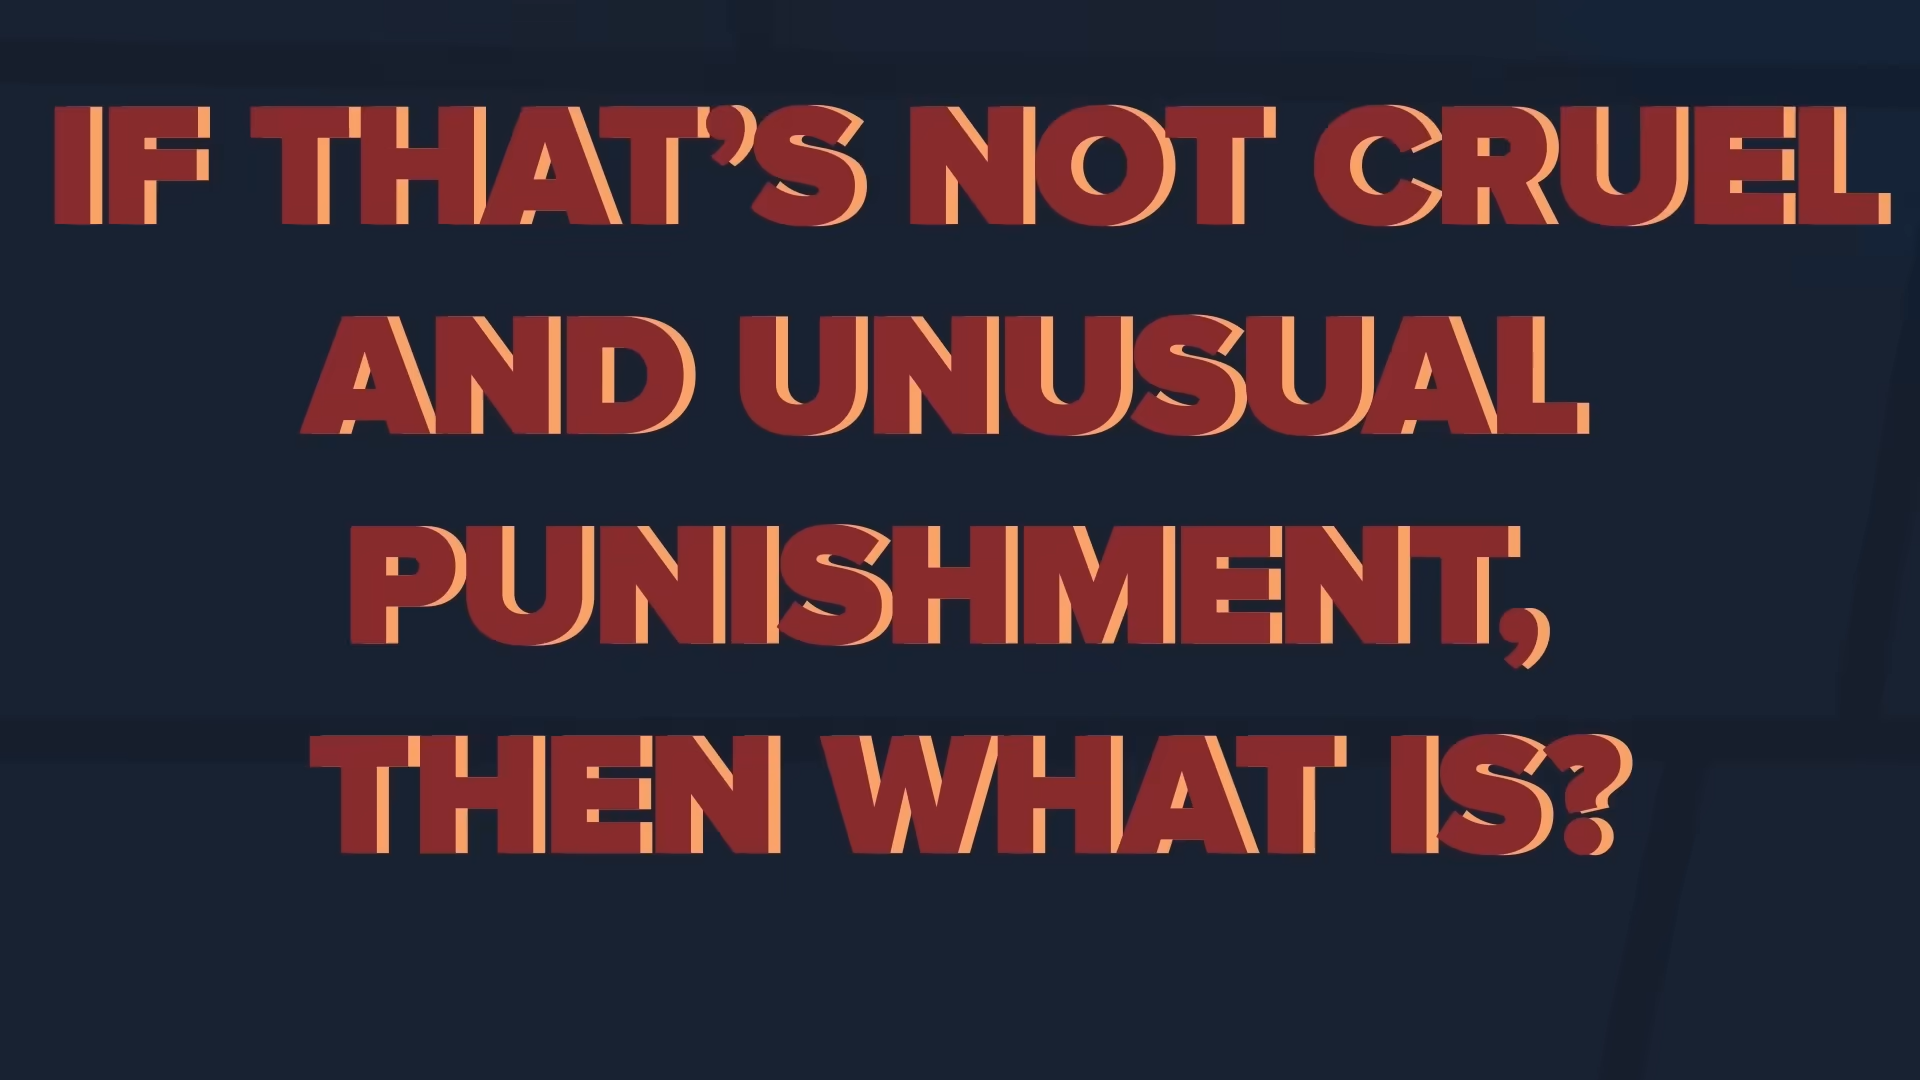 IF THAT’S NOT CRUEL
AND UNUSUAL
PUNISHMENT,
THEN WHAT IS?